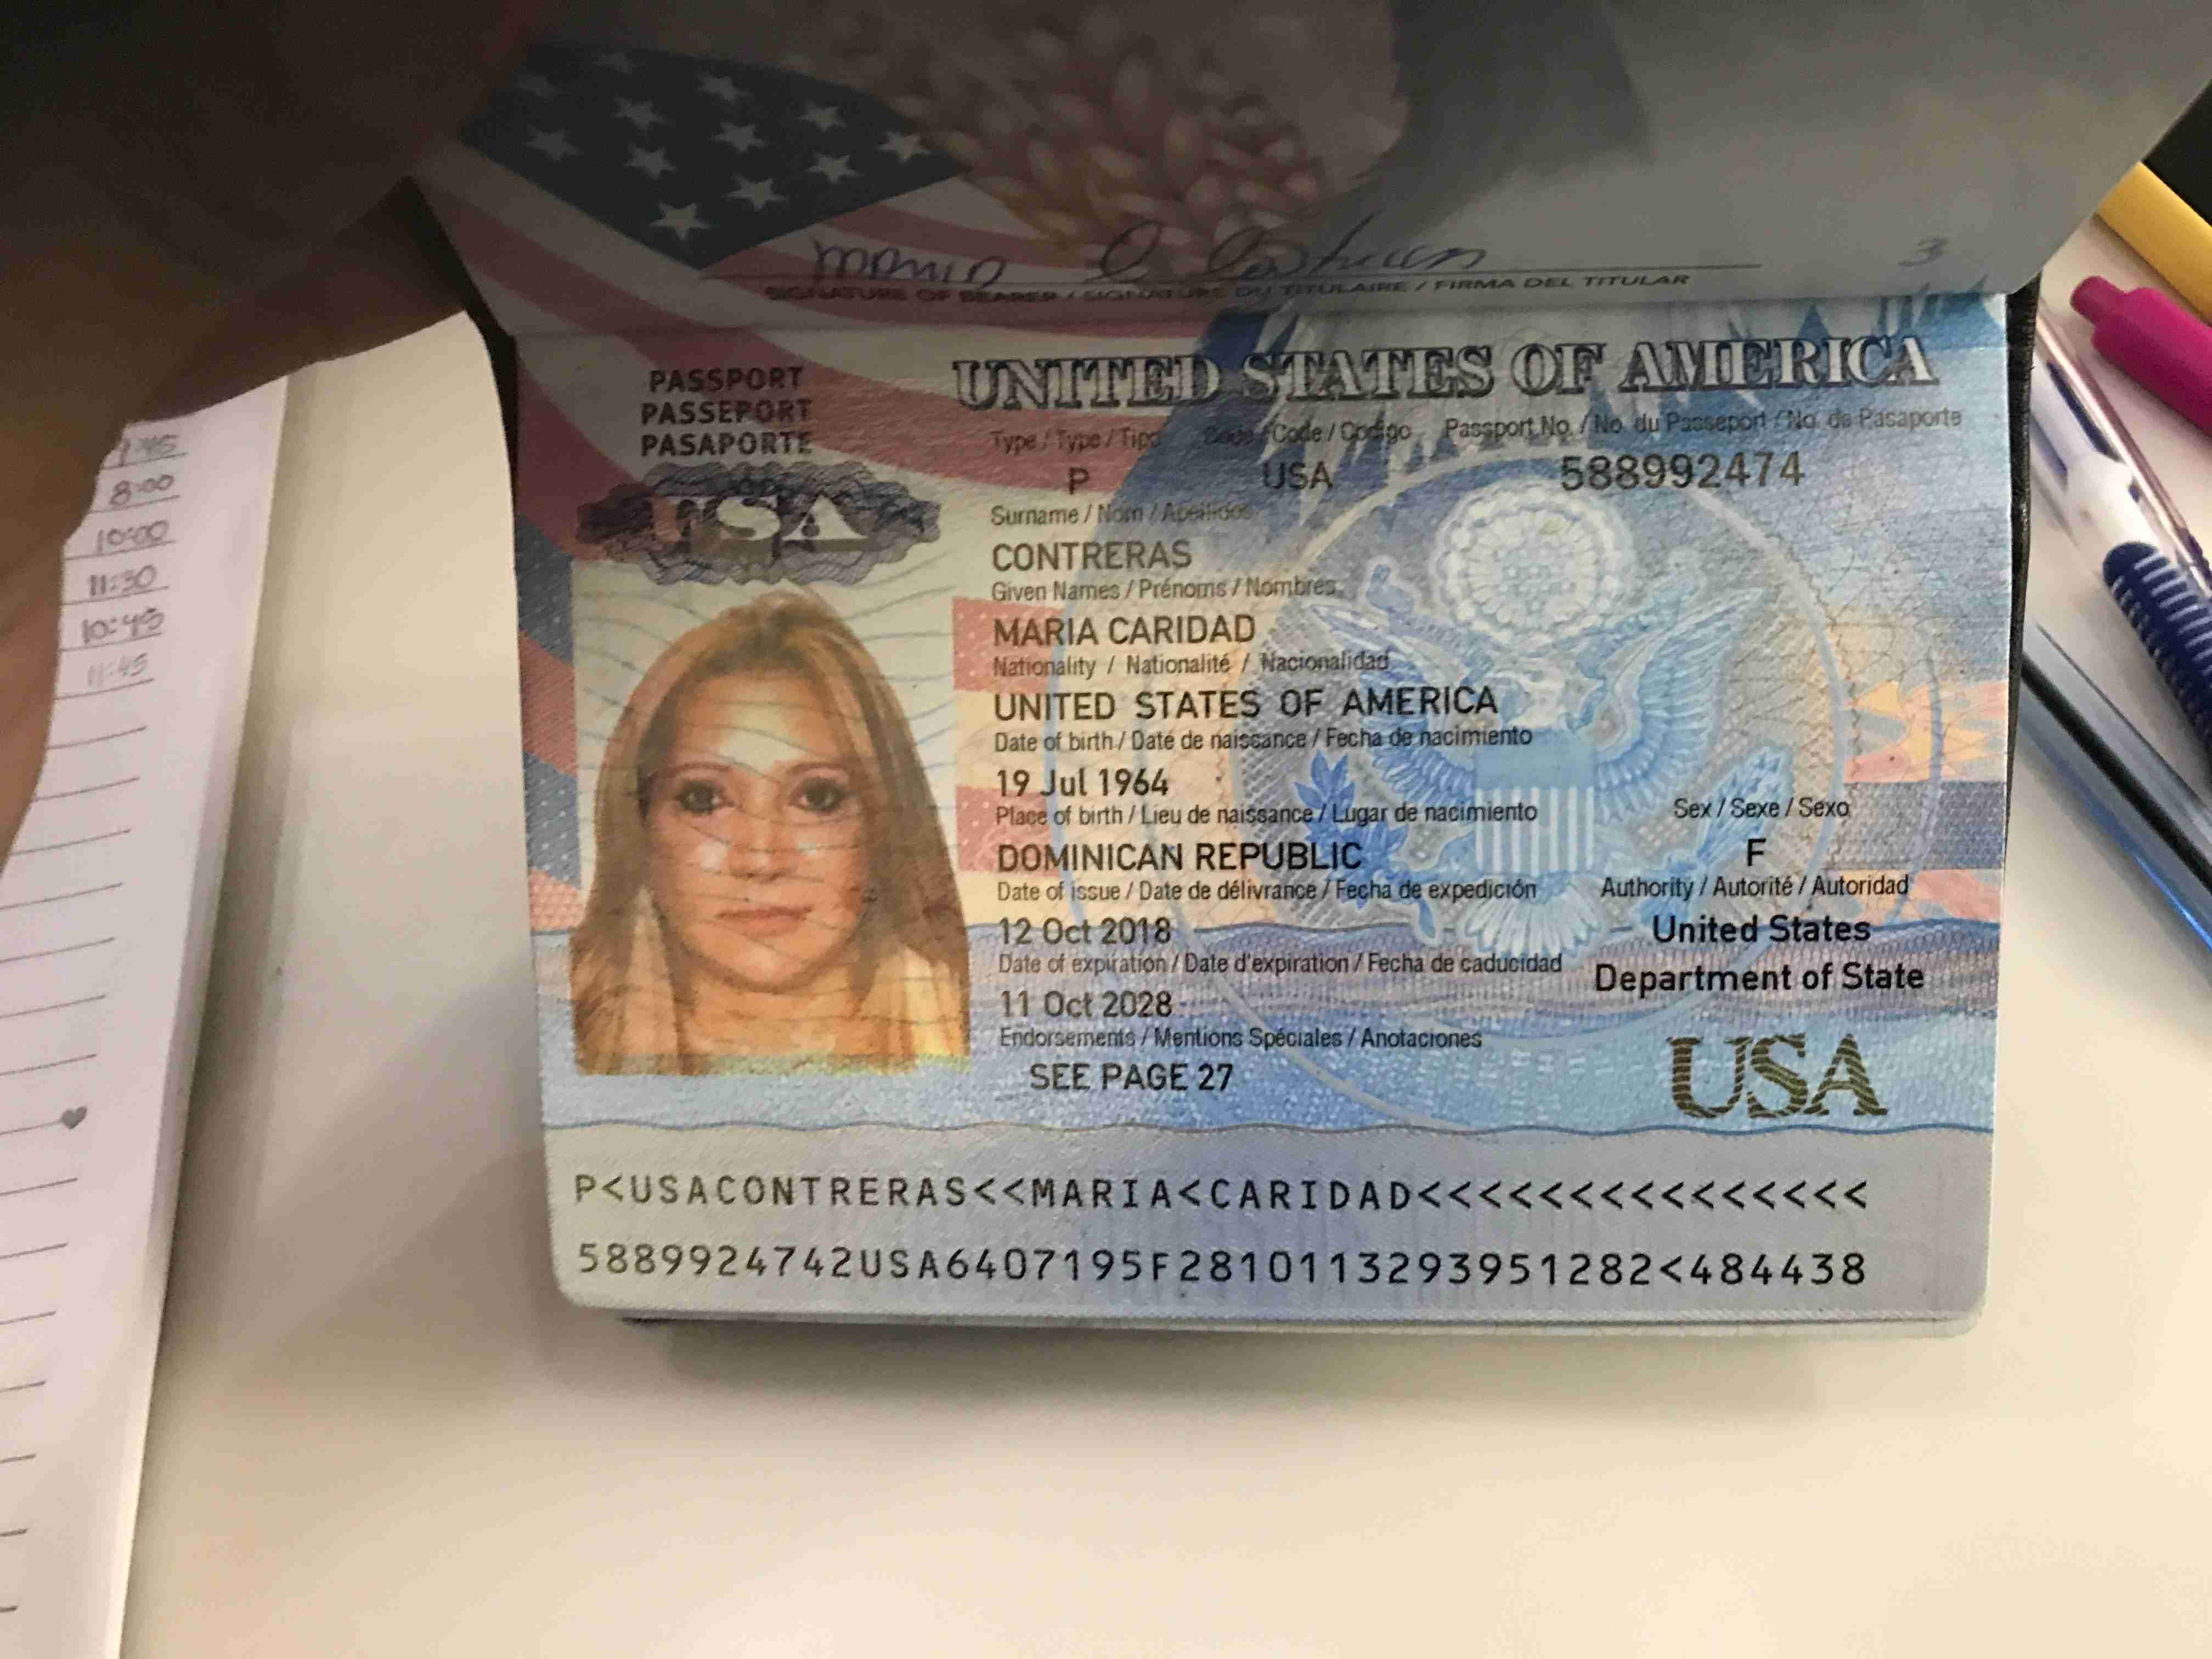 3
SIGNATURE OF BEARER / SIGNATURE DU TITULAIRE / FIRMA DEL TITULAR
PASSPORT
PASSEPORT
PASAPORTE
USA
UNITED STATES OF AMERICA
Type / Type / Tipo Code / Code / Codigo Passport No. / No. du Passeport / No. de Pasaporte
P USA 588992474
Surname / Nom / Apellidos
CONTRERAS
Given Names / Prénoms / Nombres
MARIA CARIDAD
Nationality / Nationalité / Nacionalidad
UNITED STATES OF AMERICA
Date of birth / Date de naissance / Fecha de nacimiento
19 Jul 1964
Place of birth / Lieu de naissance / Lugar de nacimiento Sex / Sexe / Sexo
DOMINICAN REPUBLIC F
Date of issue / Date de délivrance / Fecha de expedición Authority / Autorité / Autoridad
12 Oct 2018 United States
Date of expiration / Date d'expiration / Fecha de caducidad Department of State
11 Oct 2028
Endorsements / Mentions Spéciales / Anotaciones
SEE PAGE 27
USA
P<USACONTRERAS<<MARIA<CARIDAD<<<<<<<<<<<<<<<
5889924742USA6407195F2810113293951282<484438
8:00
10:00
11:30
10:45
11:45